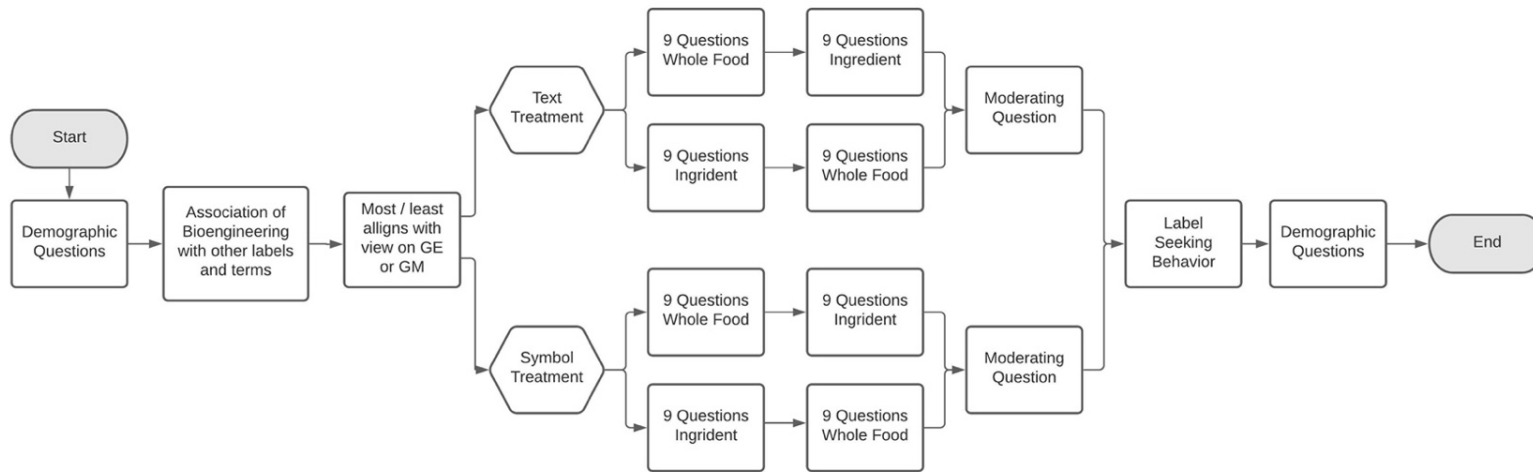 Start
Demographic
Questions
Association of
Bioengineering
with other labels
and terms
Most / least
alligns with
view on GE
or GM
Text
Treatment
9 Questions
Whole Food
9 Questions
Ingredient
9 Questions
Ingrident
9 Questions
Whole Food
Moderating
Question
Symbol
Treatment
9 Questions
Whole Food
9 Questions
Ingrident
9 Questions
Ingrident
9 Questions
Whole Food
Moderating
Question
Label
Seeking
Behavior
Demographic
Questions
End